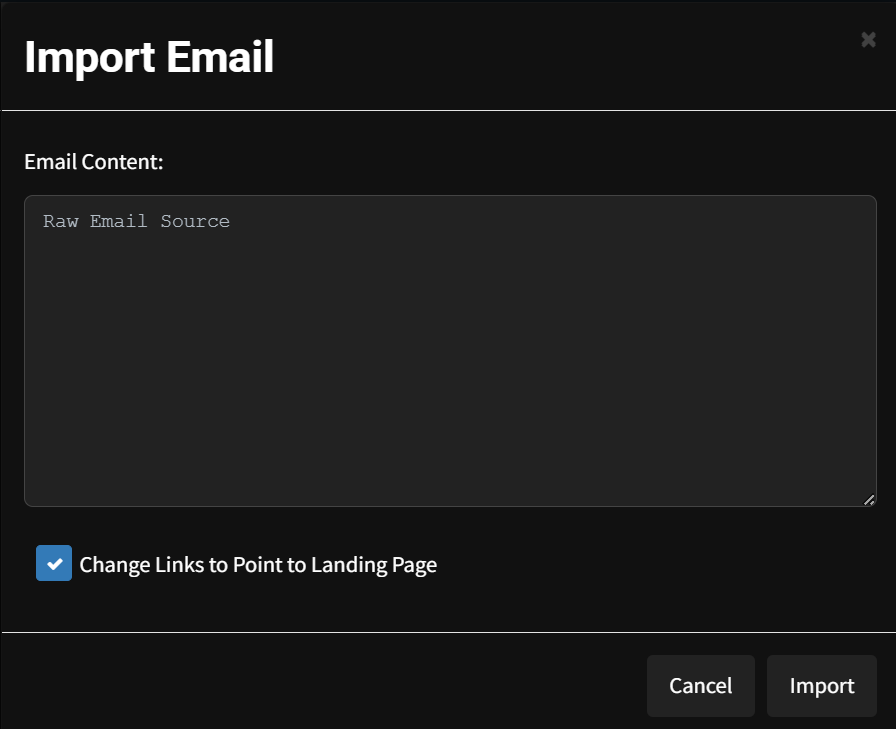 Import Email
×
Email Content:
Raw Email Source
Change Links to Point to Landing Page
Cancel
Import